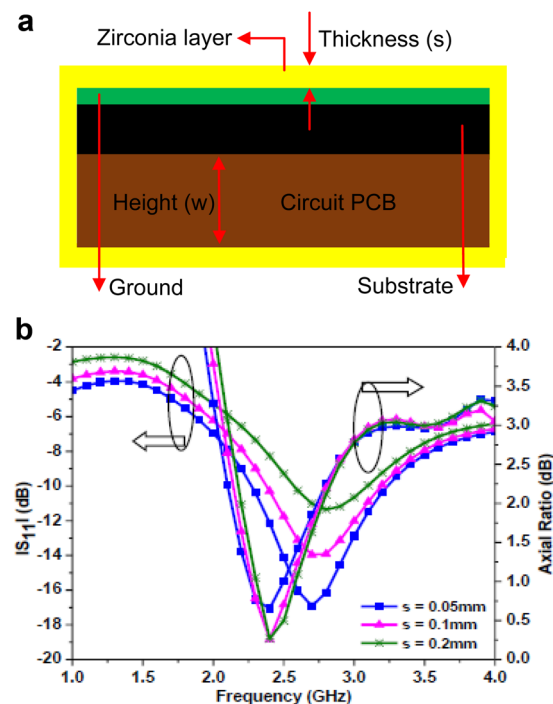 a
Zirconia layer
Thickness (s)
Height (w)
Circuit PCB
Ground
Substrate
b
-2
-4
-6
-8
-10
-12
-14
-16
-18
-20
|S11| (dB)
4.0
3.5
3.0
2.5
2.0
1.5
1.0
0.5
0.0
Axial Ratio (dB)
s = 0.05mm
s = 0.1mm
s = 0.2mm
1.0 1.5 2.0 2.5 3.0 3.5 4.0
Frequency (GHz)